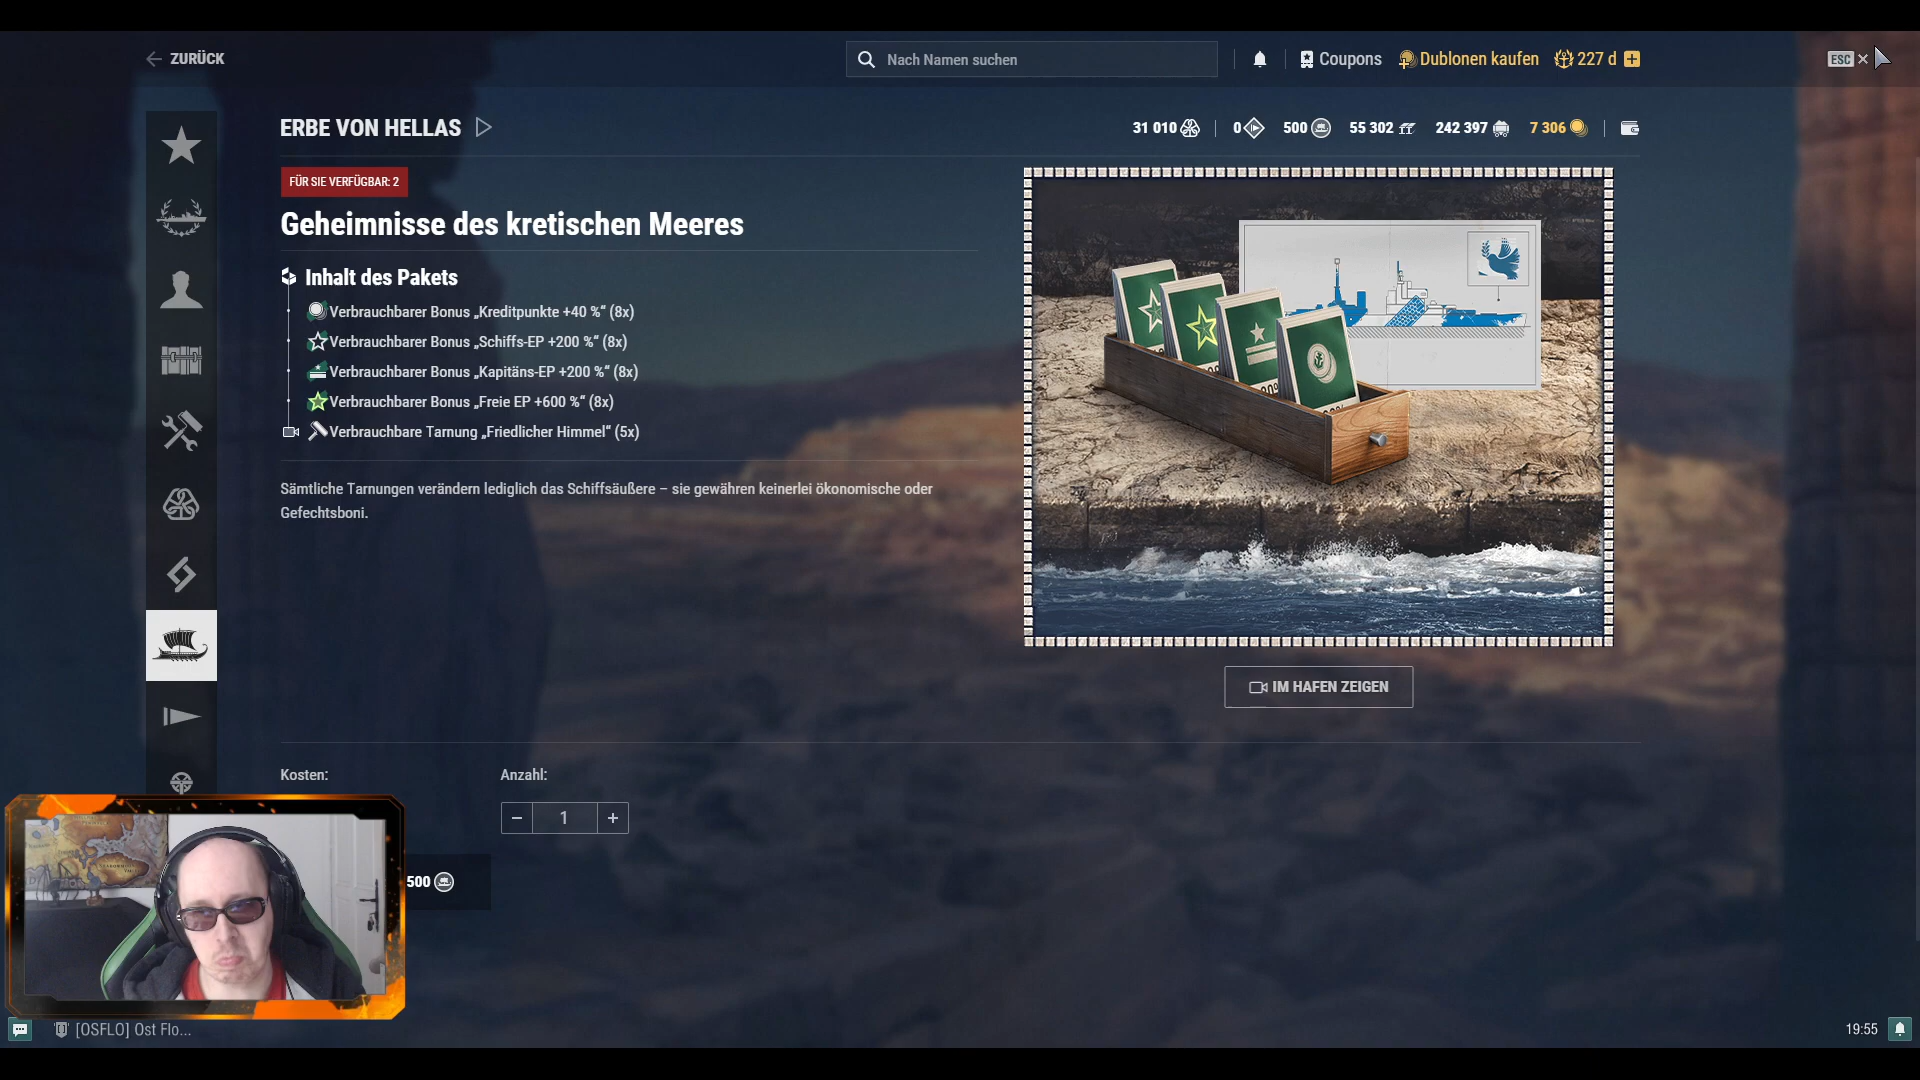 ZURÜCK
Nach Namen suchen
Coupons
Dublonen kaufen
227 d
ESC
ERBE VON HELLAS
31 010
0
500
55 302
242 397
7 306
FÜR SIE VERFÜGBAR: 2
Geheimnisse des kretischen Meeres
Inhalt des Pakets
Verbrauchbarer Bonus „Kreditpunkte +40 %“ (8x)
Verbrauchbarer Bonus „Schiffs-EP +200 %“ (8x)
Verbrauchbarer Bonus „Kapitäns-EP +200 %“ (8x)
Verbrauchbarer Bonus „Freie EP +600 %“ (8x)
Verbrauchbare Tarnung „Friedlicher Himmel“ (5x)
Sämtliche Tarnungen verändern lediglich das Schiffsäußere – sie gewähren keinerlei ökonomische oder
Gefechtsboni.
IM HAFEN ZEIGEN
Kosten:
Anzahl:
1
500
[OSFLO] Ost Flo...
19:55